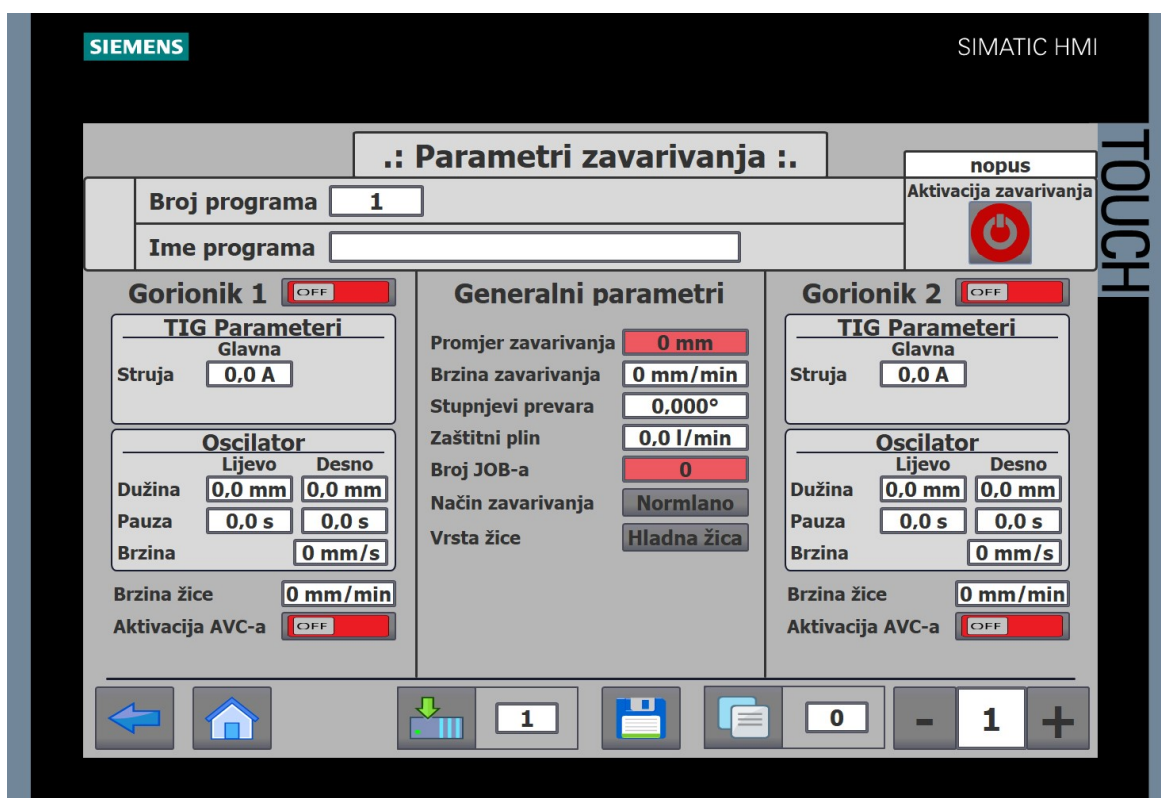 SIEMENS
SIMATIC HMI
TOUCH
.: Parametri zavarivanja :.
nopus
Broj programa 1
Aktivacija zavarivanja
Ime programa
Gorionik 1 OFF
TIG Parameteri
Glavna
Struja 0,0 A
Oscilator
Lijevo Desno
Dužina 0,0 mm 0,0 mm
Pauza 0,0 s 0,0 s
Brzina 0 mm/s
Brzina žice 0 mm/min
Aktivacija AVC-a OFF
Generalni parametri
Promjer zavarivanja 0 mm
Brzina zavarivanja 0 mm/min
Stupnjevi prevara 0,000°
Zaštitni plin 0,0 l/min
Broj JOB-a 0
Način zavarivanja Normlano
Vrsta žice Hladna žica
Gorionik 2 OFF
TIG Parameteri
Glavna
Struja 0,0 A
Oscilator
Lijevo Desno
Dužina 0,0 mm 0,0 mm
Pauza 0,0 s 0,0 s
Brzina 0 mm/s
Brzina žice 0 mm/min
Aktivacija AVC-a OFF
1 0 - 1 +